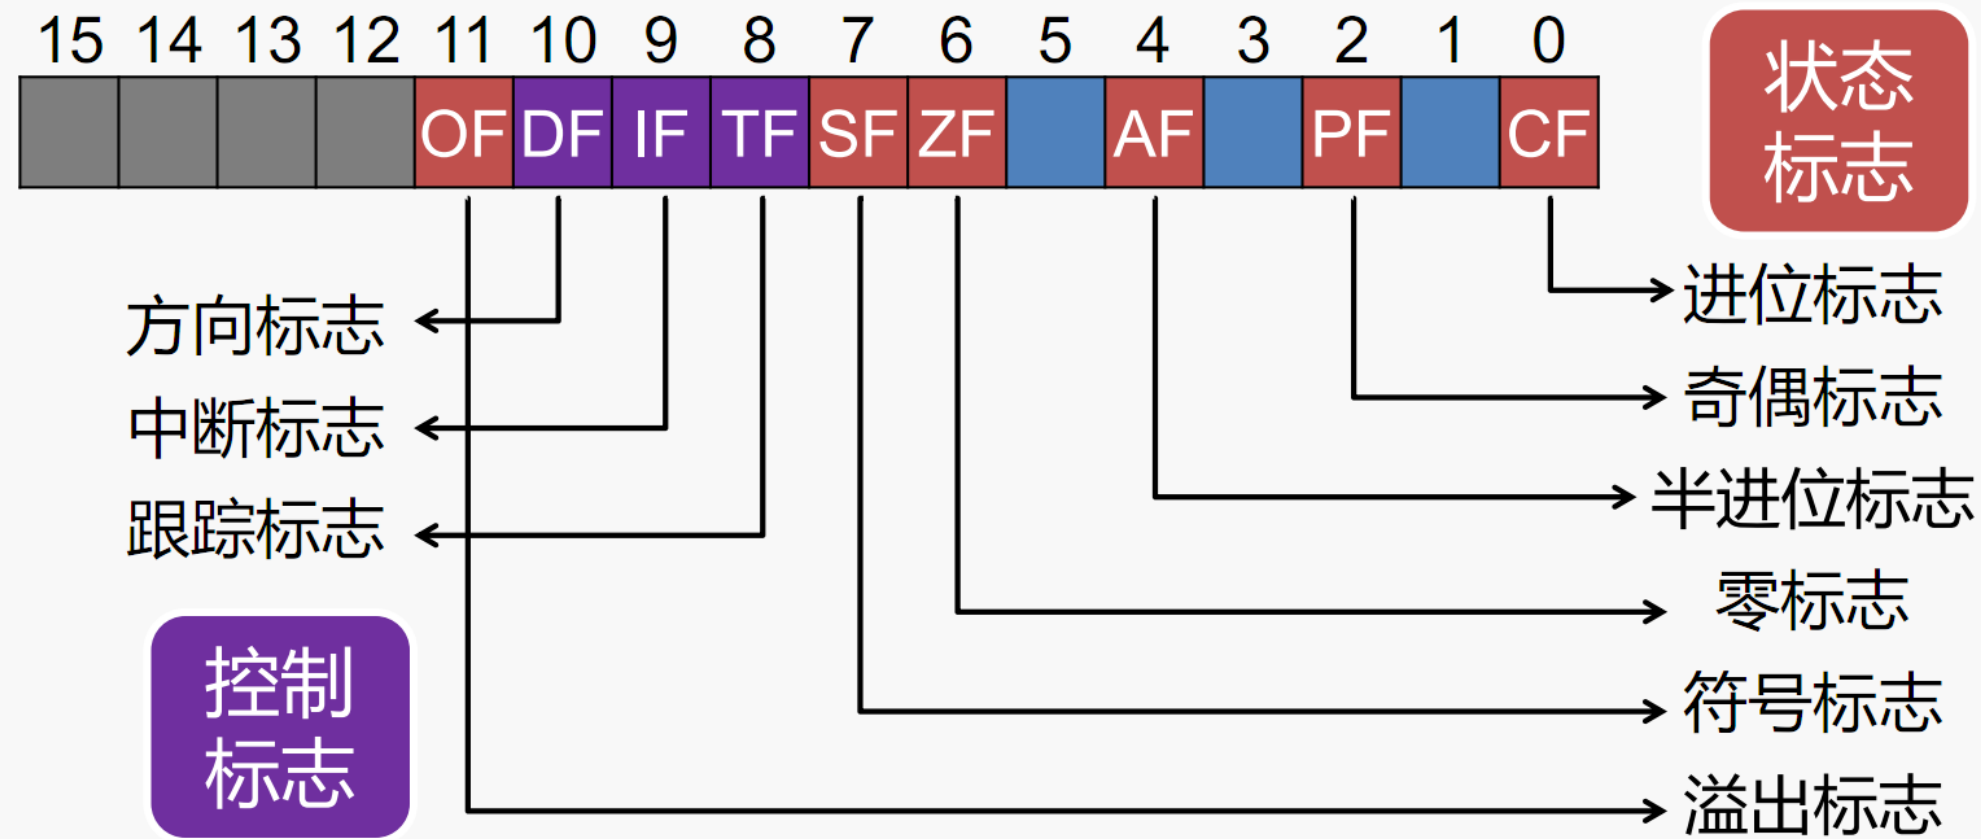 15 14 13 12 11 10 9 8 7 6 5 4 3 2 1 0
OF DF IF TF SF ZF AF PF CF
状态
标志
进位标志
方向标志
奇偶标志
中断标志
半进位标志
跟踪标志
零标志
控制
标志
符号标志
溢出标志